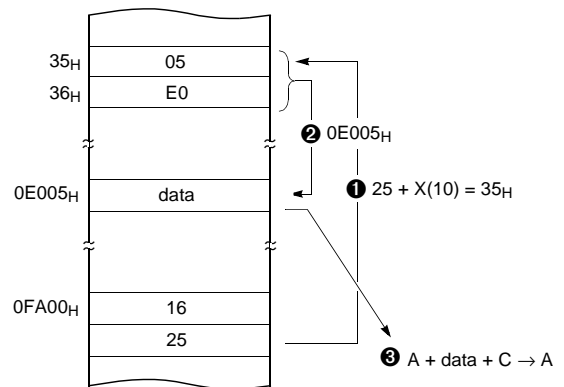 35H 05
36H E0
❷ 0E005H
0E005H data
❶ 25 + X(10) = 35H
0FA00H 16
25
❸ A + data + C → A